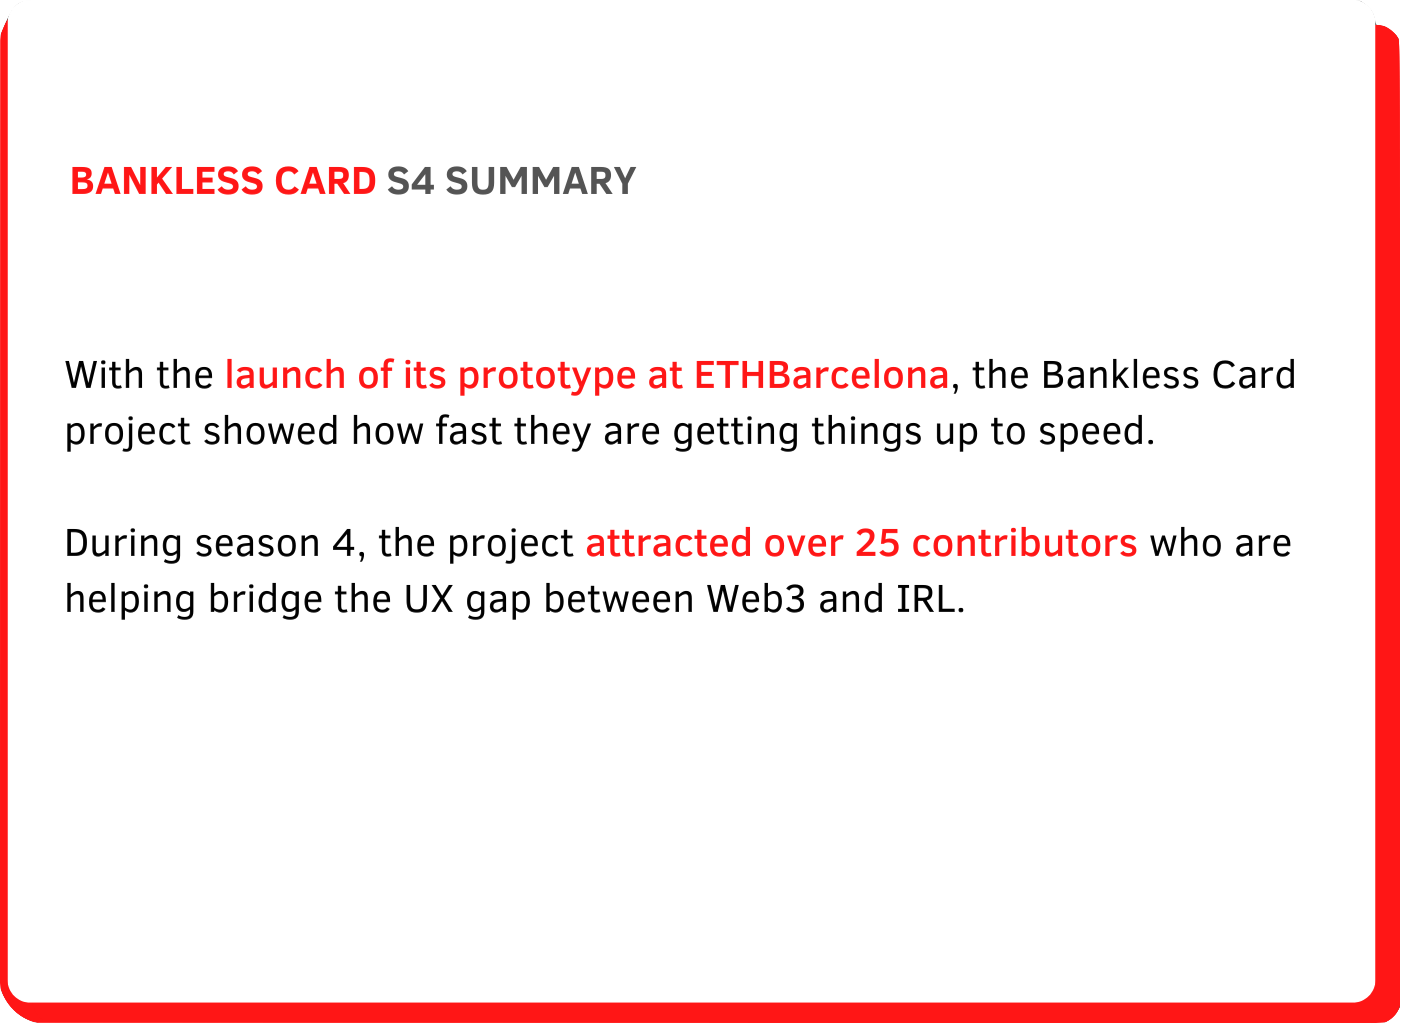 BANKLESS CARD S4 SUMMARY
With the launch of its prototype at ETHBarcelona, the Bankless Card
project showed how fast they are getting things up to speed.
During season 4, the project attracted over 25 contributors who are
helping bridge the UX gap between Web3 and IRL.